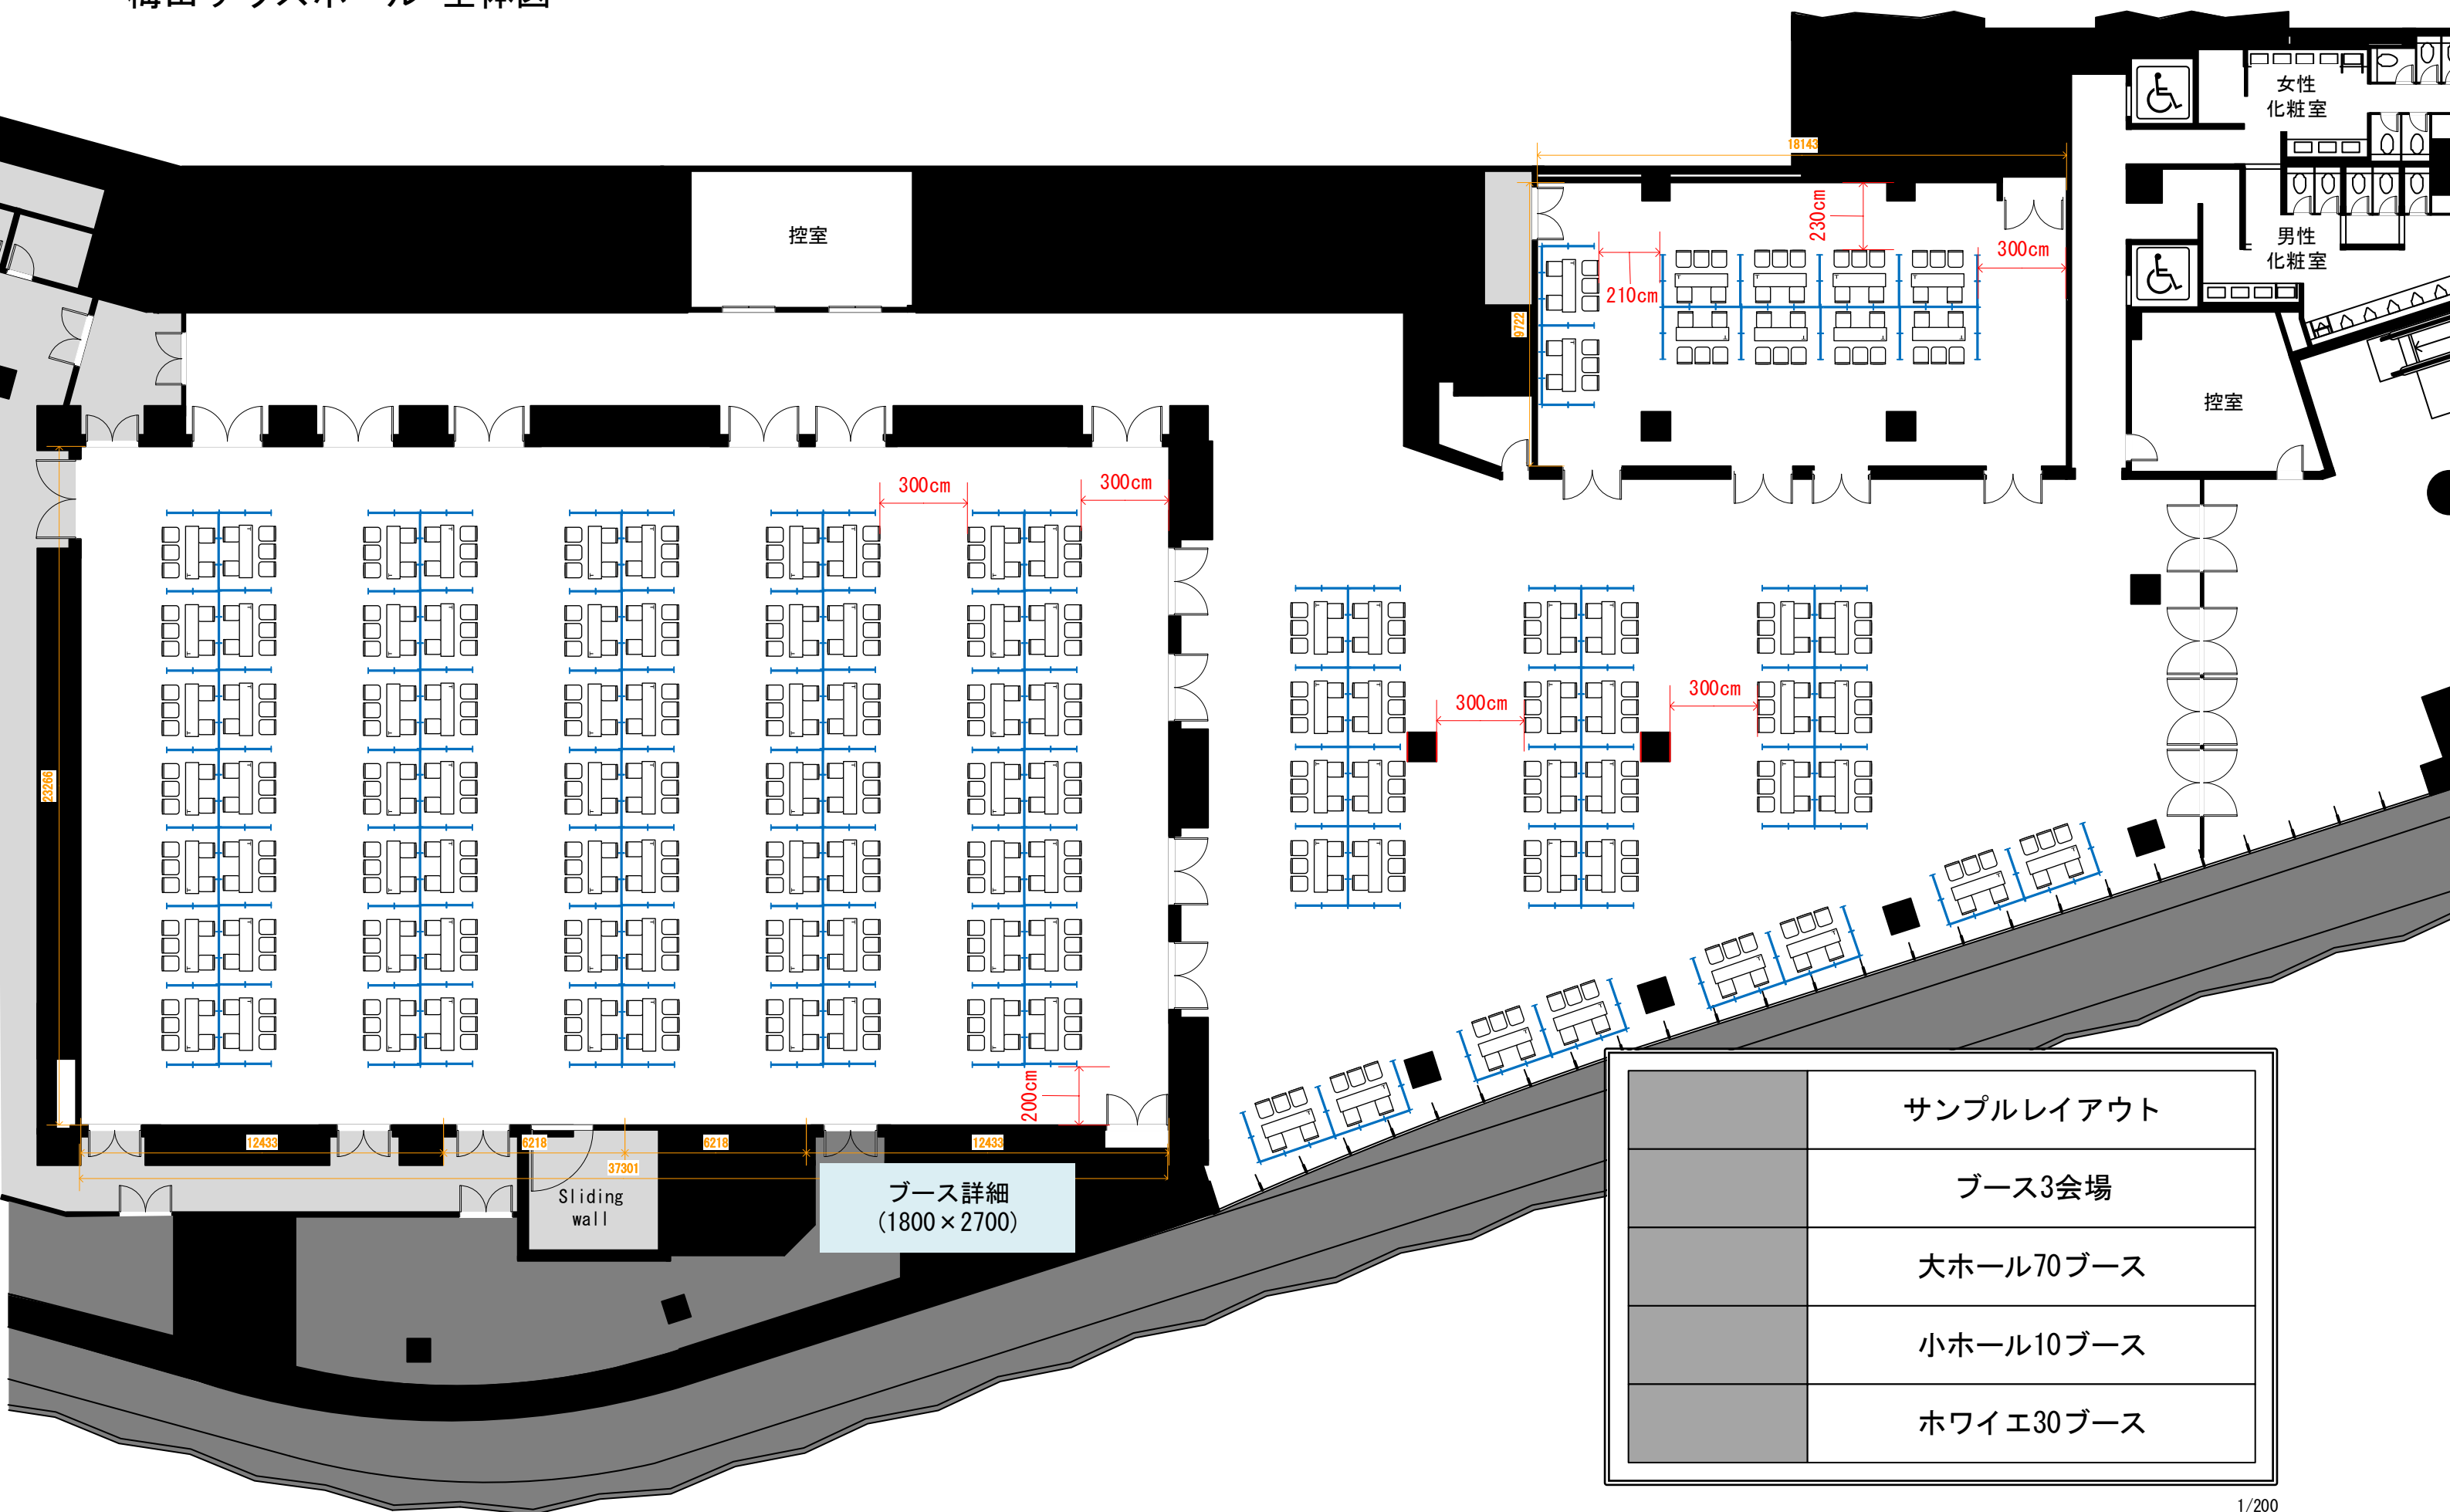 18143
女性
化粧室
控室
230cm
男性
化粧室
300cm
210cm
9722
控室
300cm
300cm
300cm
300cm
23266
200cm
12433
6218
6218
12433
37301
Sliding
wall
ブース詳細
(1800×2700)
サンプルレイアウト
ブース3会場
大ホール70ブース
小ホール10ブース
ホワイエ30ブース
1/200